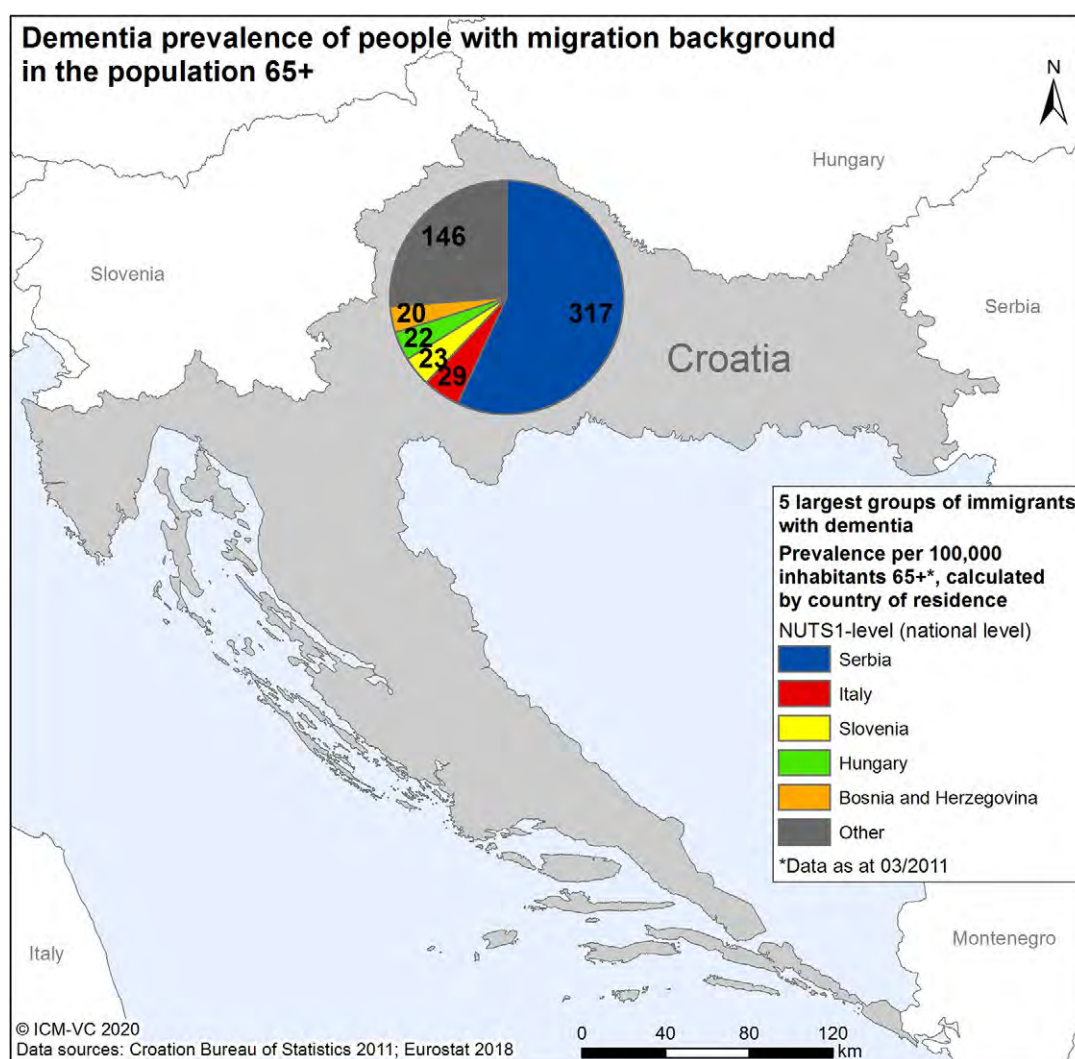 Dementia prevalence of people with migration background
in the population 65+
N
Hungary
Slovenia
Serbia
Croatia
146
317
20
22
23
29
5 largest groups of immigrants
with dementia
Prevalence per 100,000
inhabitants 65+*, calculated
by country of residence
NUTS1-level (national level)
Serbia
Italy
Slovenia
Hungary
Bosnia and Herzegovina
Other
*Data as at 03/2011
Italy
Montenegro
© ICM-VC 2020
Data sources: Croation Bureau of Statistics 2011; Eurostat 2018
0 40 80 120
km